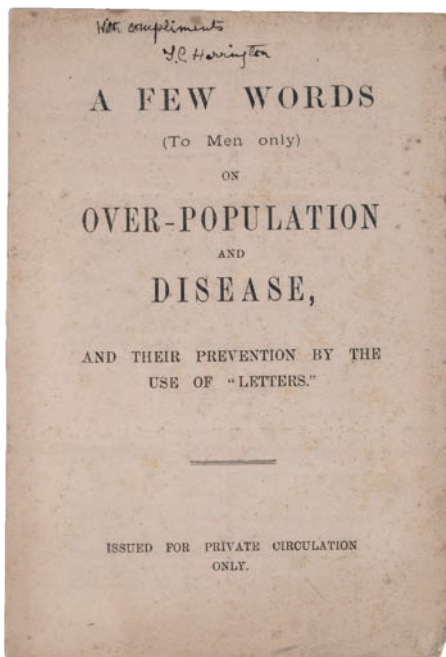 With compliments
T.C. Harrington
A FEW WORDS
(To Men only)
ON
OVER-POPULATION
AND
DISEASE,
AND THEIR PREVENTION BY THE
USE OF "LETTERS."
ISSUED FOR PRIVATE CIRCULATION
ONLY.